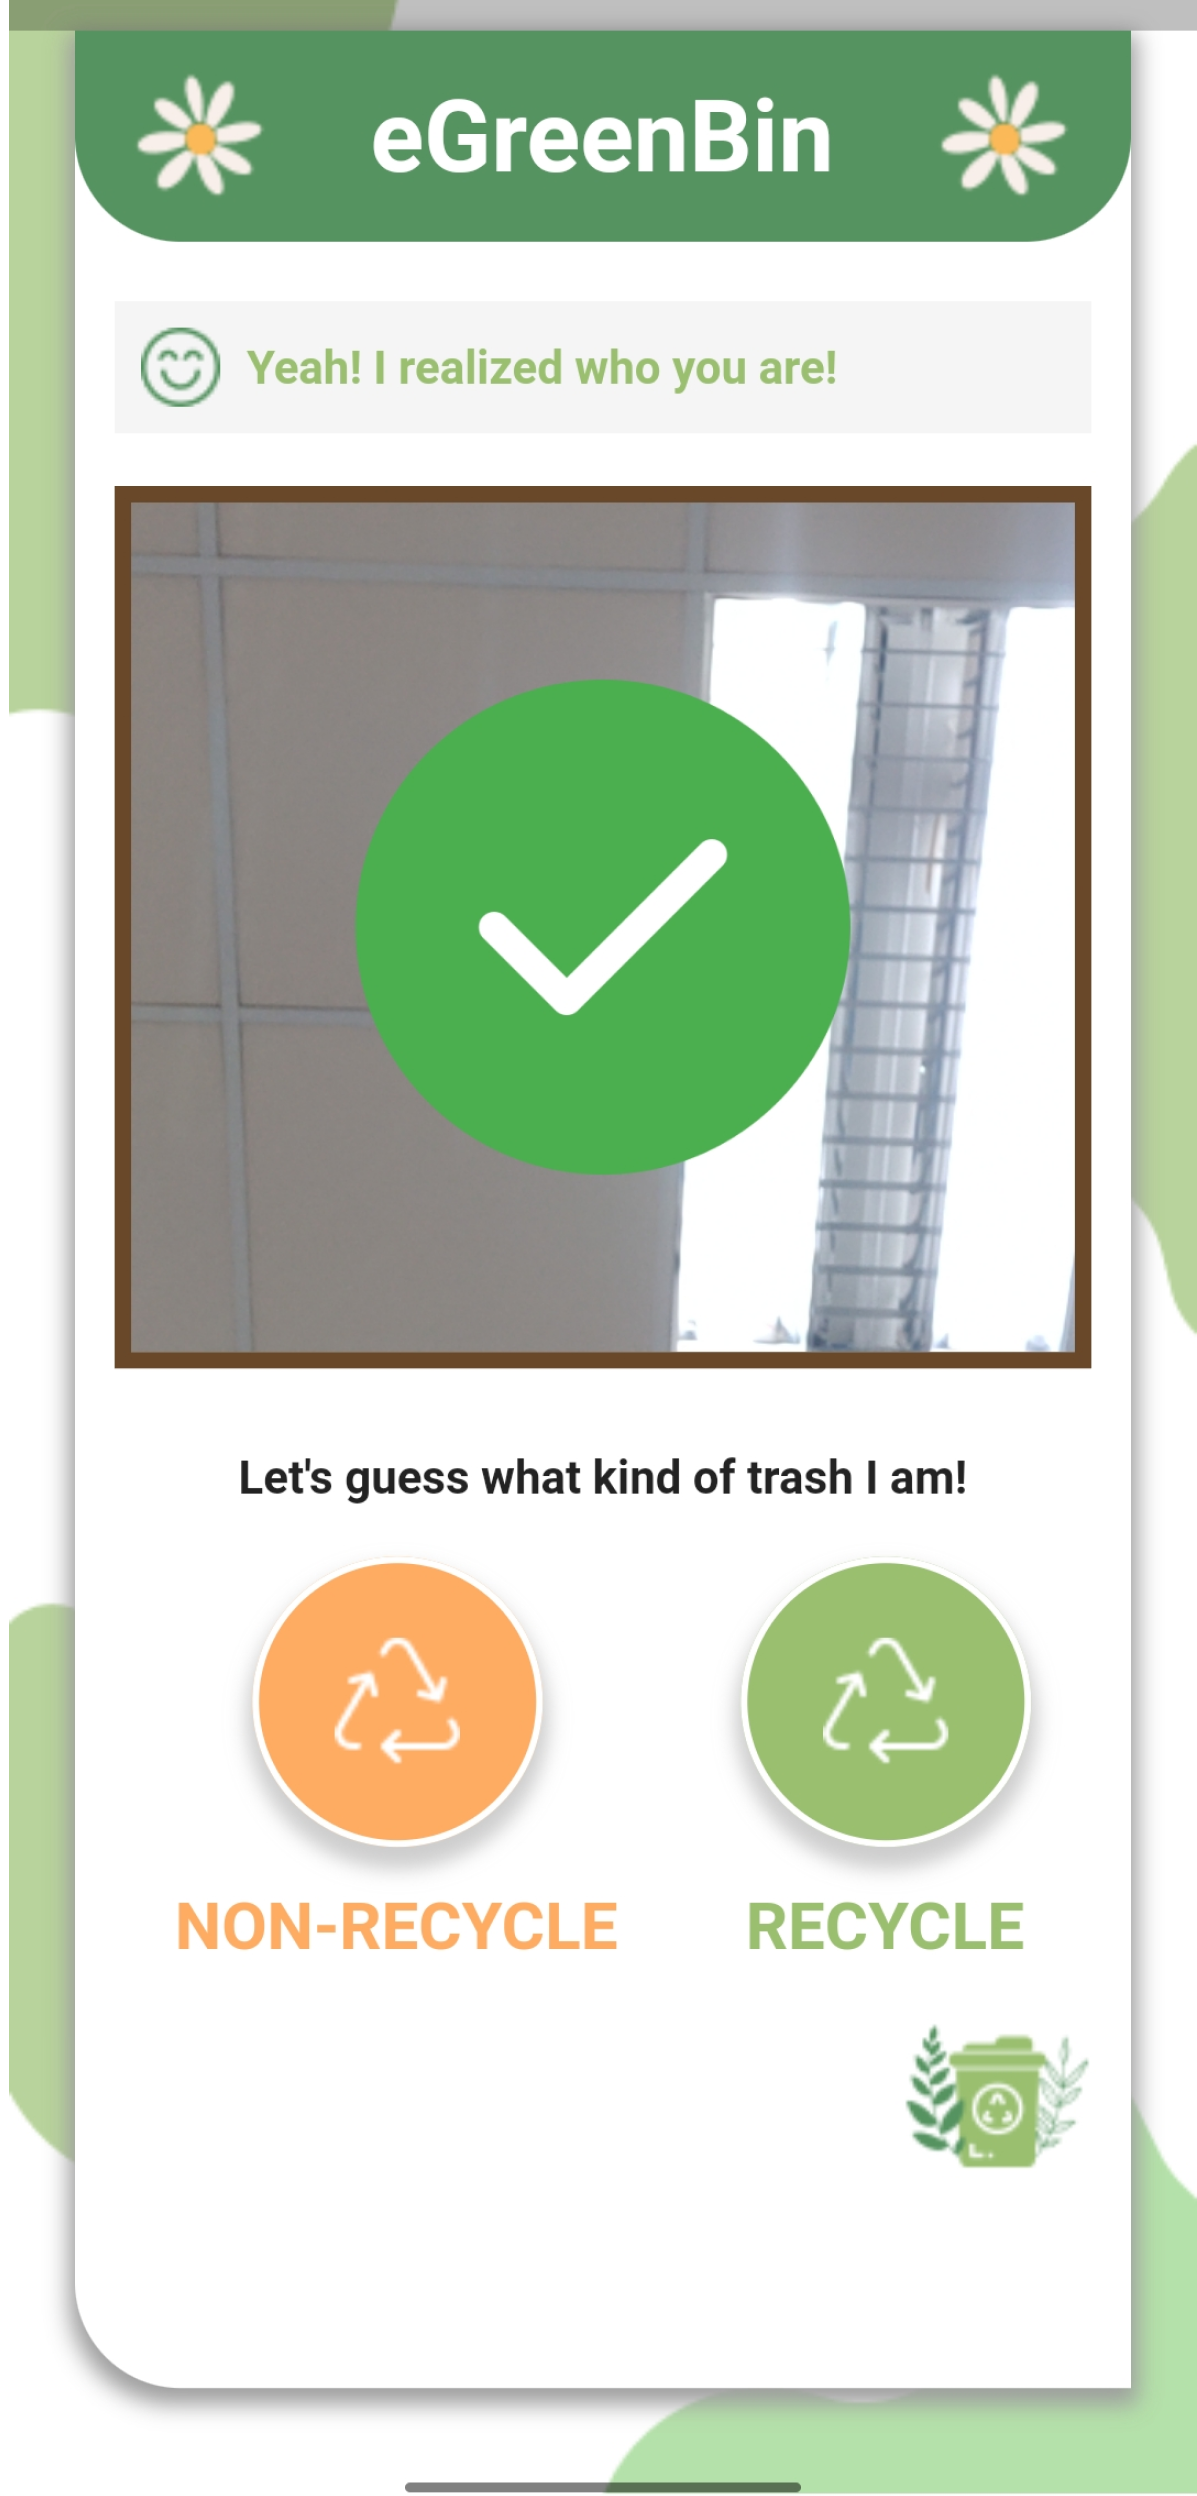 eGreenBin
Yeah! I realized who you are!
Let's guess what kind of trash I am!
NON-RECYCLE
RECYCLE